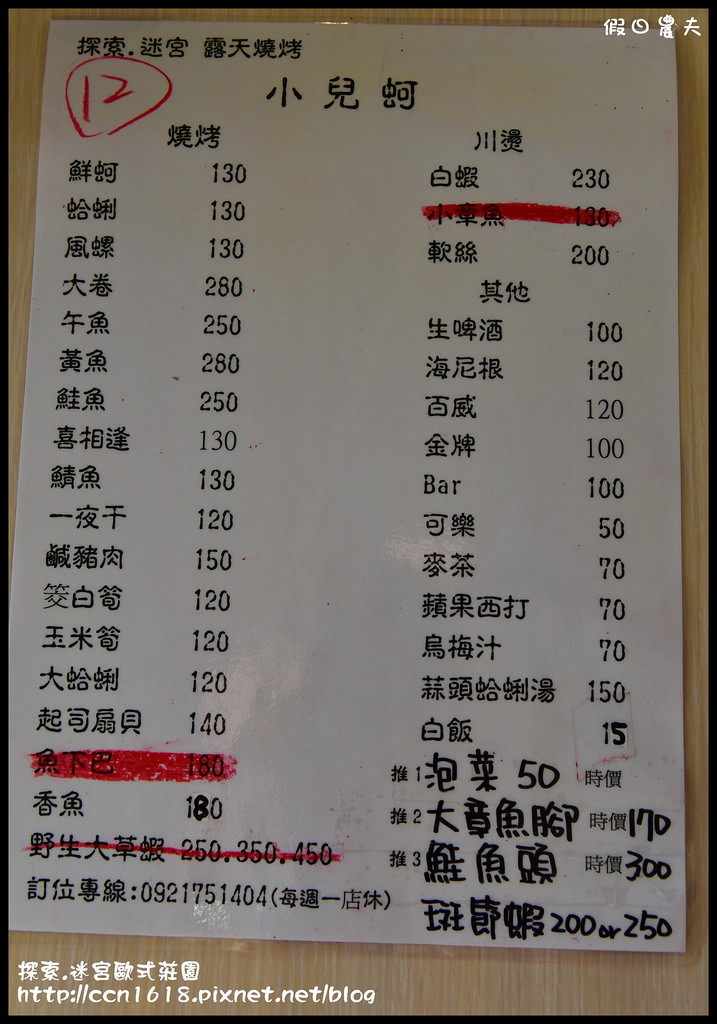 假日農夫
探索.迷宮 露天燒烤
12
小兒蚵
燒烤
鮮蚵 130
蛤蜊 130
風螺 130
大卷 280
午魚 250
黃魚 280
鮭魚 250
喜相逢 130
鯖魚 130
一夜干 120
鹹豬肉 150
筊白筍 120
玉米筍 120
大蛤蜊 120
起司扇貝 140
魚下巴 180
香魚 180
野生大草蝦 250.350.450
訂位專線:0921751404(每週一店休)
川燙
白蝦 230
小章魚 130
軟絲 200
其他
生啤酒 100
海尼根 120
百威 120
金牌 100
Bar 100
可樂 50
麥茶 70
蘋果西打 70
烏梅汁 70
蒜頭蛤蜊湯 150
白飯 15
推1 泡菜 50 時價
推2 大章魚腳 時價 170
推3 鮭魚頭 時價 300
斑節蝦 200 or 250
探索.迷宮歐式莊園
http://ccn1618.pixnet.net/blog